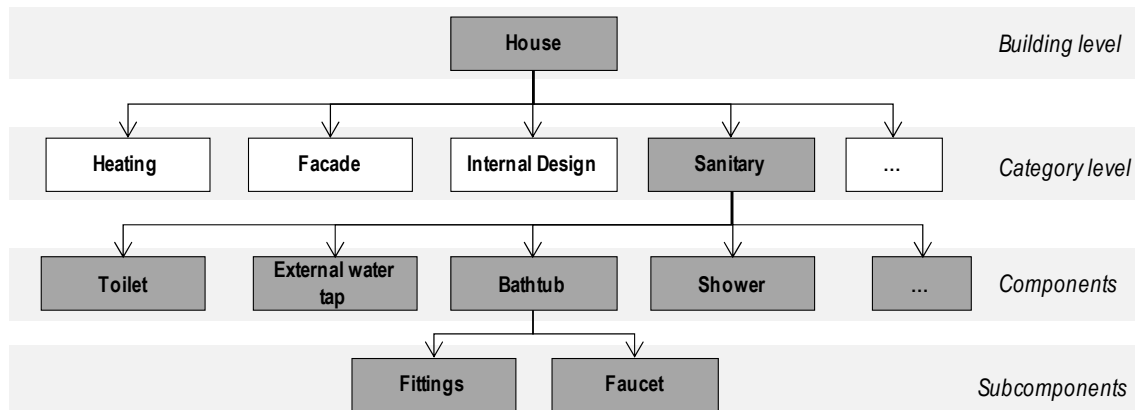 House
Building level
Heating
Facade
Internal Design
Sanitary
...
Category level
Toilet
External water
tap
Bathtub
Shower
...
Components
Fittings
Faucet
Subcomponents